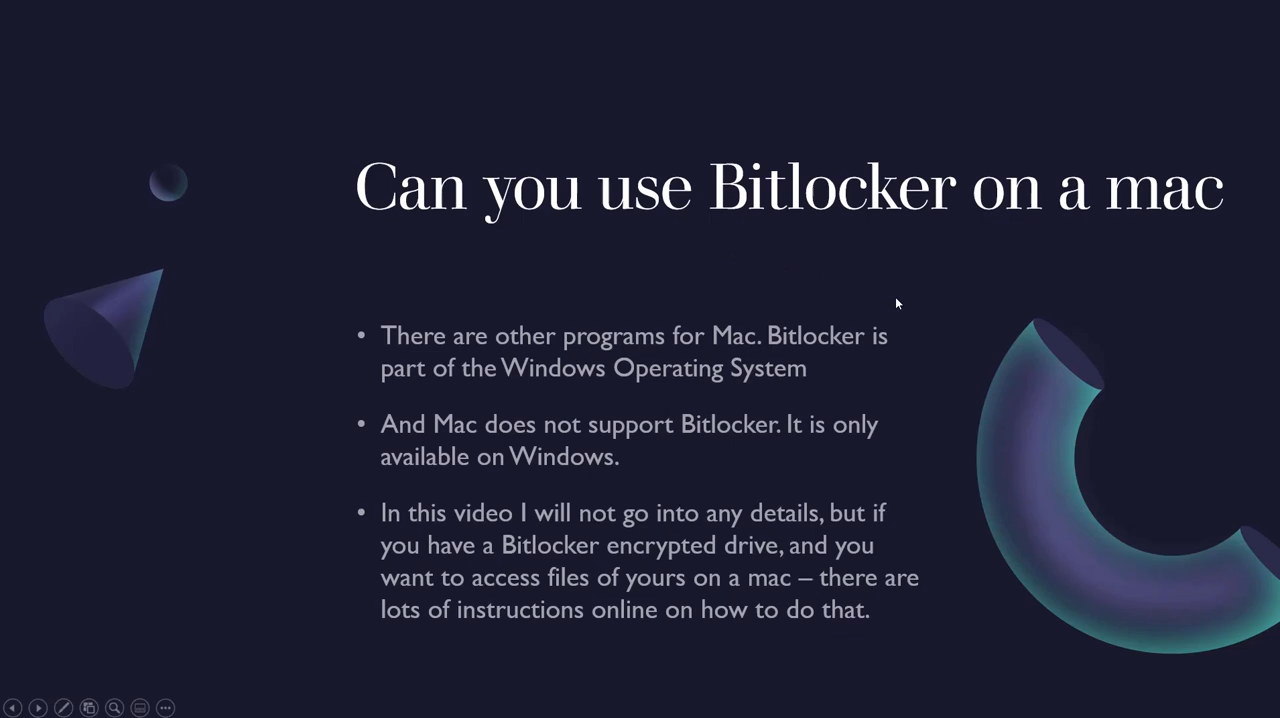 Can you use Bitlocker on a mac
• There are other programs for Mac. Bitlocker is
part of the Windows Operating System
• And Mac does not support Bitlocker. It is only
available on Windows.
• In this video I will not go into any details, but if
you have a Bitlocker encrypted drive, and you
want to access files of yours on a mac – there are
lots of instructions online on how to do that.